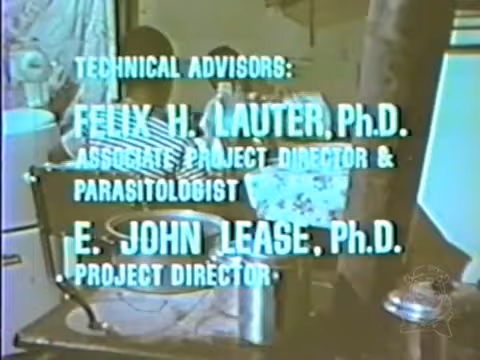 TECHNICAL ADVISORS:
FELIX H. LAUTER, Ph.D.
ASSOCIATE PROJECT DIRECTOR &
PARASITOLOGIST
E. JOHN LEASE, Ph.D.
PROJECT DIRECTOR